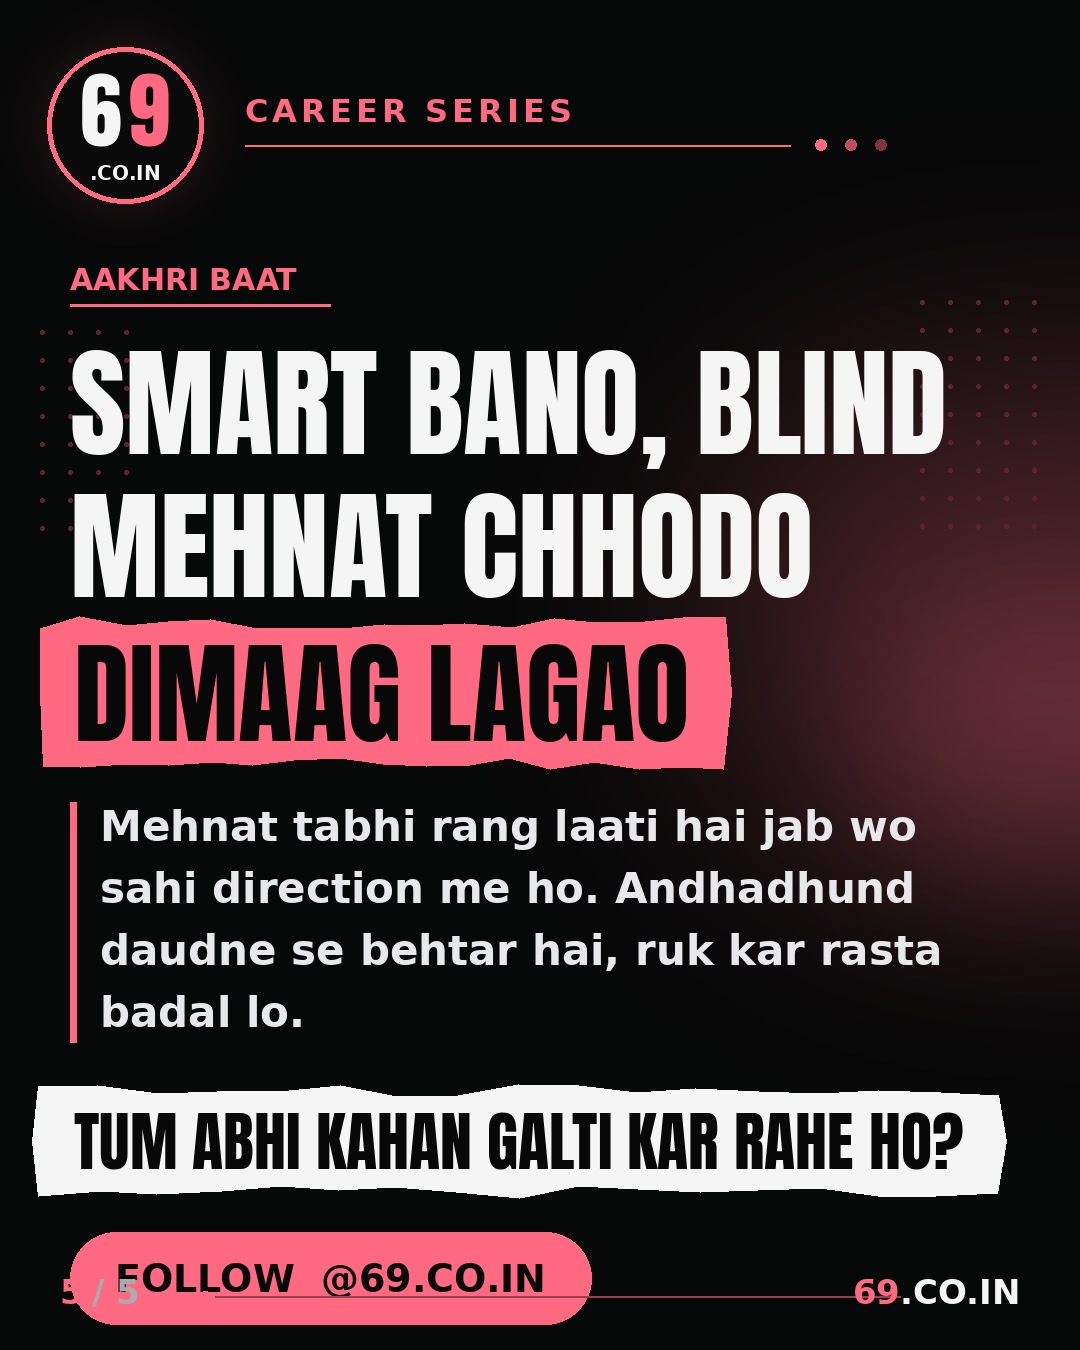 69
.CO.IN
CAREER SERIES
AAKHRI BAAT
SMART BANO, BLIND
MEHNAT CHHODO
DIMAAG LAGAO
Mehnat tabhi rang laati hai jab wo
sahi direction me ho. Andhadhund
daudne se behtar hai, ruk kar rasta
badal lo.
TUM ABHI KAHAN GALTI KAR RAHE HO?
FOLLOW @69.CO.IN
5 / 5
69.CO.IN